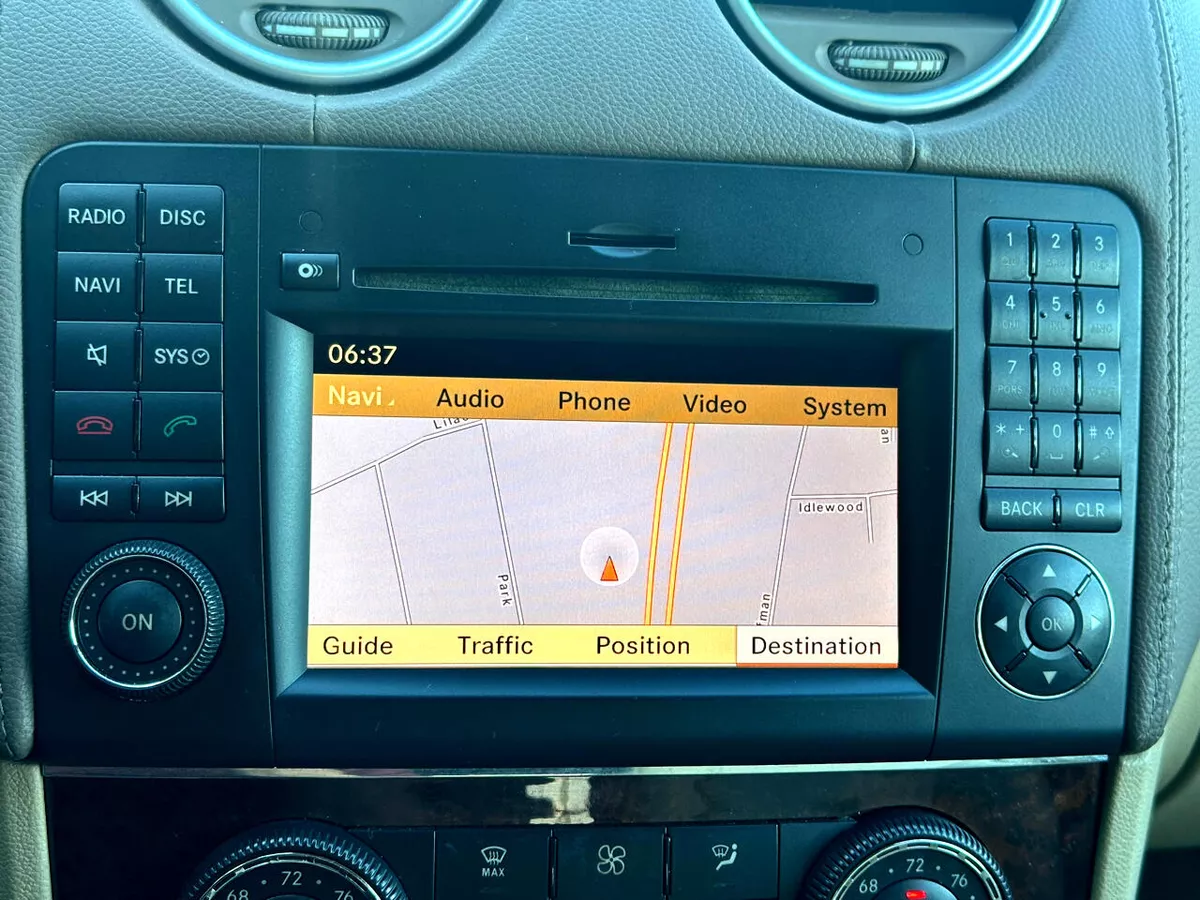 RADIO DISC
NAVI TEL
SYS
ON
06:37
Navi Audio Phone Video System
Idlewood
Park
Guide Traffic Position Destination
1 2 3
4 5 6
7 8 9
PQRS
* + 0 #
BACK CLR
OK
MAX
68 72 76
68 72 76